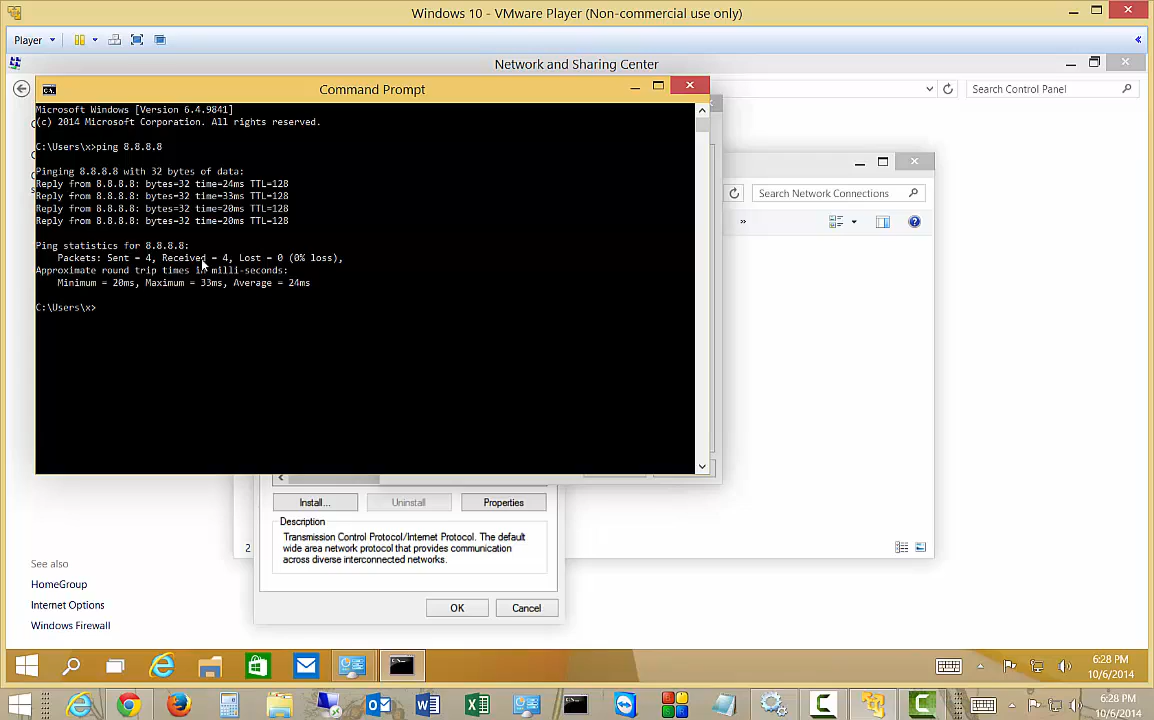 Windows 10 - VMware Player (Non-commercial use only)
Player
Network and Sharing Center
Command Prompt
Search Control Panel
Microsoft Windows [Version 6.4.9841]
(c) 2014 Microsoft Corporation. All rights reserved.
C:\Users\x>ping 8.8.8.8
Pinging 8.8.8.8 with 32 bytes of data:
Reply from 8.8.8.8: bytes=32 time=24ms TTL=128
Reply from 8.8.8.8: bytes=32 time=33ms TTL=128
Reply from 8.8.8.8: bytes=32 time=20ms TTL=128
Reply from 8.8.8.8: bytes=32 time=20ms TTL=128
Search Network Connections
»
Ping statistics for 8.8.8.8:
Packets: Sent = 4, Received = 4, Lost = 0 (0% loss),
Approximate round trip times in milli-seconds:
Minimum = 20ms, Maximum = 33ms, Average = 24ms
C:\Users\x>
Install...
Uninstall
Properties
Description
Transmission Control Protocol/Internet Protocol. The default
wide area network protocol that provides communication
across diverse interconnected networks.
2
See also
HomeGroup
Internet Options
Windows Firewall
OK
Cancel
6:28 PM
10/6/2014
6:28 PM
10/6/2014